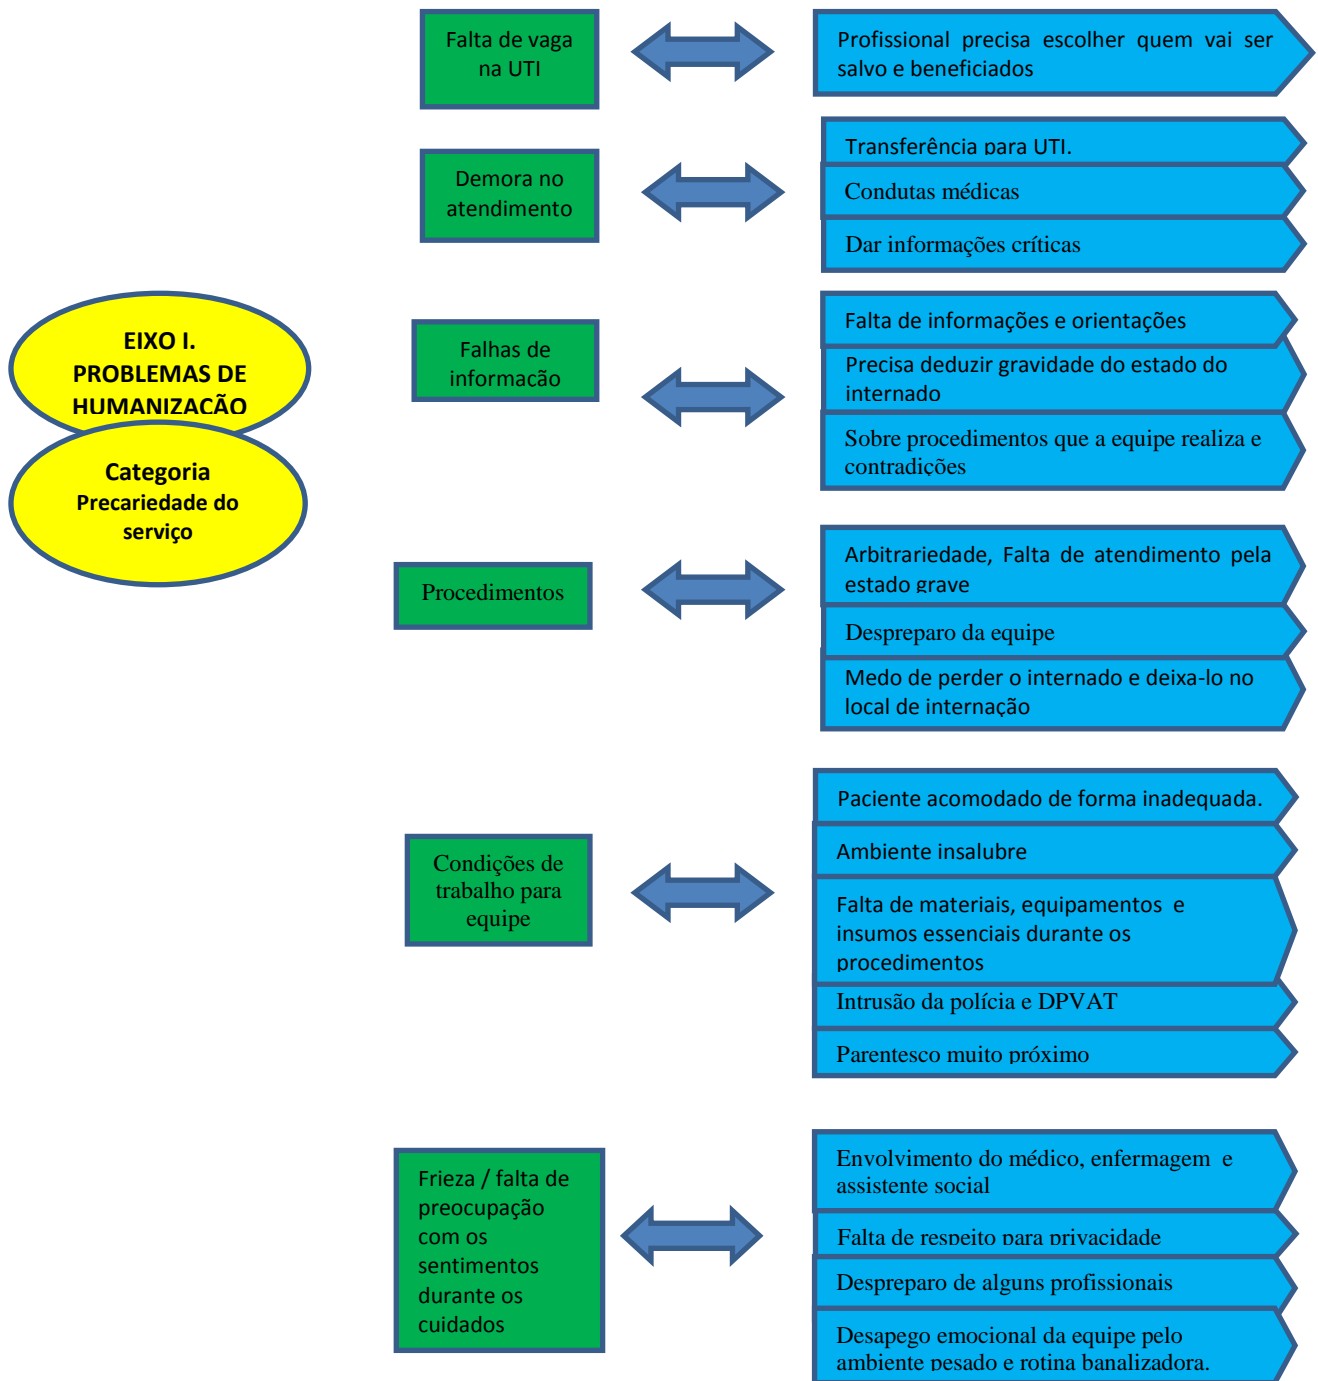 Falta de vaga
na UTI
Profissional precisa escolher quem vai ser
salvo e beneficiados
Demora no
atendimento
Transferência para UTI.
Condutas médicas
Dar informações críticas
EIXO I.
PROBLEMAS DE
HUMANIZAÇÃO
Categoria
Precariedade do
serviço
Falhas de
informação
Falta de informações e orientações
Precisa deduzir gravidade do estado do
internado
Sobre procedimentos que a equipe realiza e
contradições
Procedimentos
Arbitrariedade, Falta de atendimento pela
estado grave
Despreparo da equipe
Medo de perder o internado e deixa-lo no
local de internação
Condições de
trabalho para
equipe
Paciente acomodado de forma inadequada.
Ambiente insalubre
Falta de materiais, equipamentos e
insumos essenciais durante os
procedimentos
Intrusão da polícia e DPVAT
Parentesco muito próximo
Frieza / falta de
preocupação
com os
sentimentos
durante os
cuidados
Envolvimento do médico, enfermagem e
assistente social
Falta de respeito para privacidade
Despreparo de alguns profissionais
Desapego emocional da equipe pelo
ambiente pesado e rotina banalizadora.